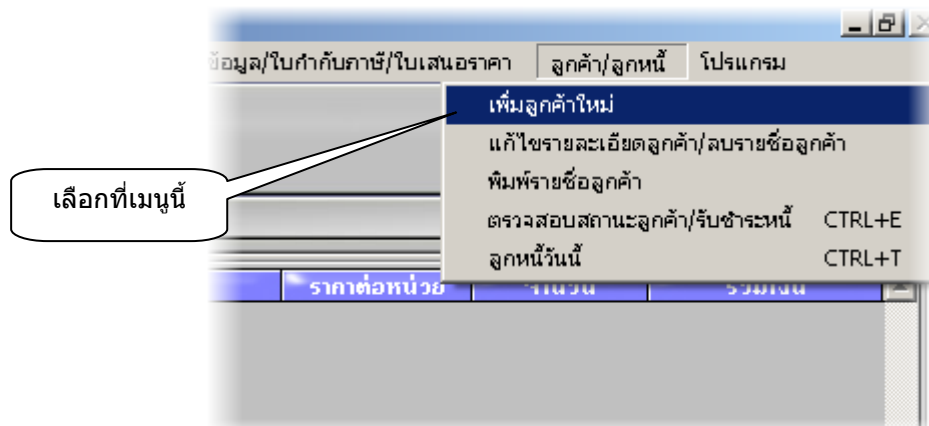 ข้อมูล/ใบกำกับภาษี/ใบเสนอราคา ลูกค้า/ลูกหนี้ โปรแกรม
เพิ่มลูกค้าใหม่
แก้ไขรายละเอียดลูกค้า/ลบรายชื่อลูกค้า
พิมพ์รายชื่อลูกค้า
เลือกที่เมนูนี้
ตรวจสอบสถานะลูกค้า/รับชำระหนี้ CTRL+E
ลูกหนี้วันนี้ CTRL+T
ราคาต่อหน่วย จำนวน รวมเงิน